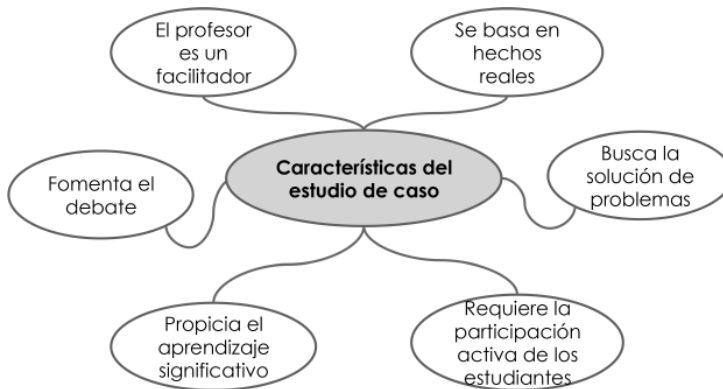 El profesor
es un
facilitador
Se basa en
hechos
reales
Características del
estudio de caso
Fomenta el
debate
Busca la
solución de
problemas
Propicia el
aprendizaje
significativo
Requiere la
participación
activa de los
estudiantes